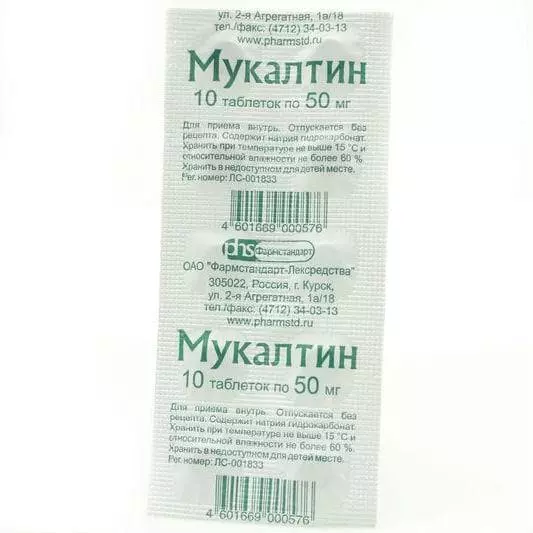 ул. 2-я Агрегатная, 1а/18
тел./факс: (4712) 34-03-13
www.pharmstd.ru
Мукалтин
10 таблеток по 50 мг
Для приема внутрь. Отпускается без
рецепта. Содержит натрия гидрокарбонат.
Хранить при температуре не выше 15 °С и
относительной влажности не более 60 %.
Хранить в недоступном для детей месте.
Рег. номер: ЛС-001833
4 601669 000576
phs Фармстандарт
ОАО "Фармстандарт-Лексредства"
305022, Россия, г. Курск,
ул. 2-я Агрегатная, 1а/18
тел./факс: (4712) 34-03-13
www.pharmstd.ru
Мукалтин
10 таблеток по 50 мг
Для приема внутрь. Отпускается без
рецепта. Содержит натрия гидрокарбонат.
Хранить при температуре не выше 15 °С и
относительной влажности не более 60 %.
Хранить в недоступном для детей месте.
Рег. номер: ЛС-001833
4 601669 000576